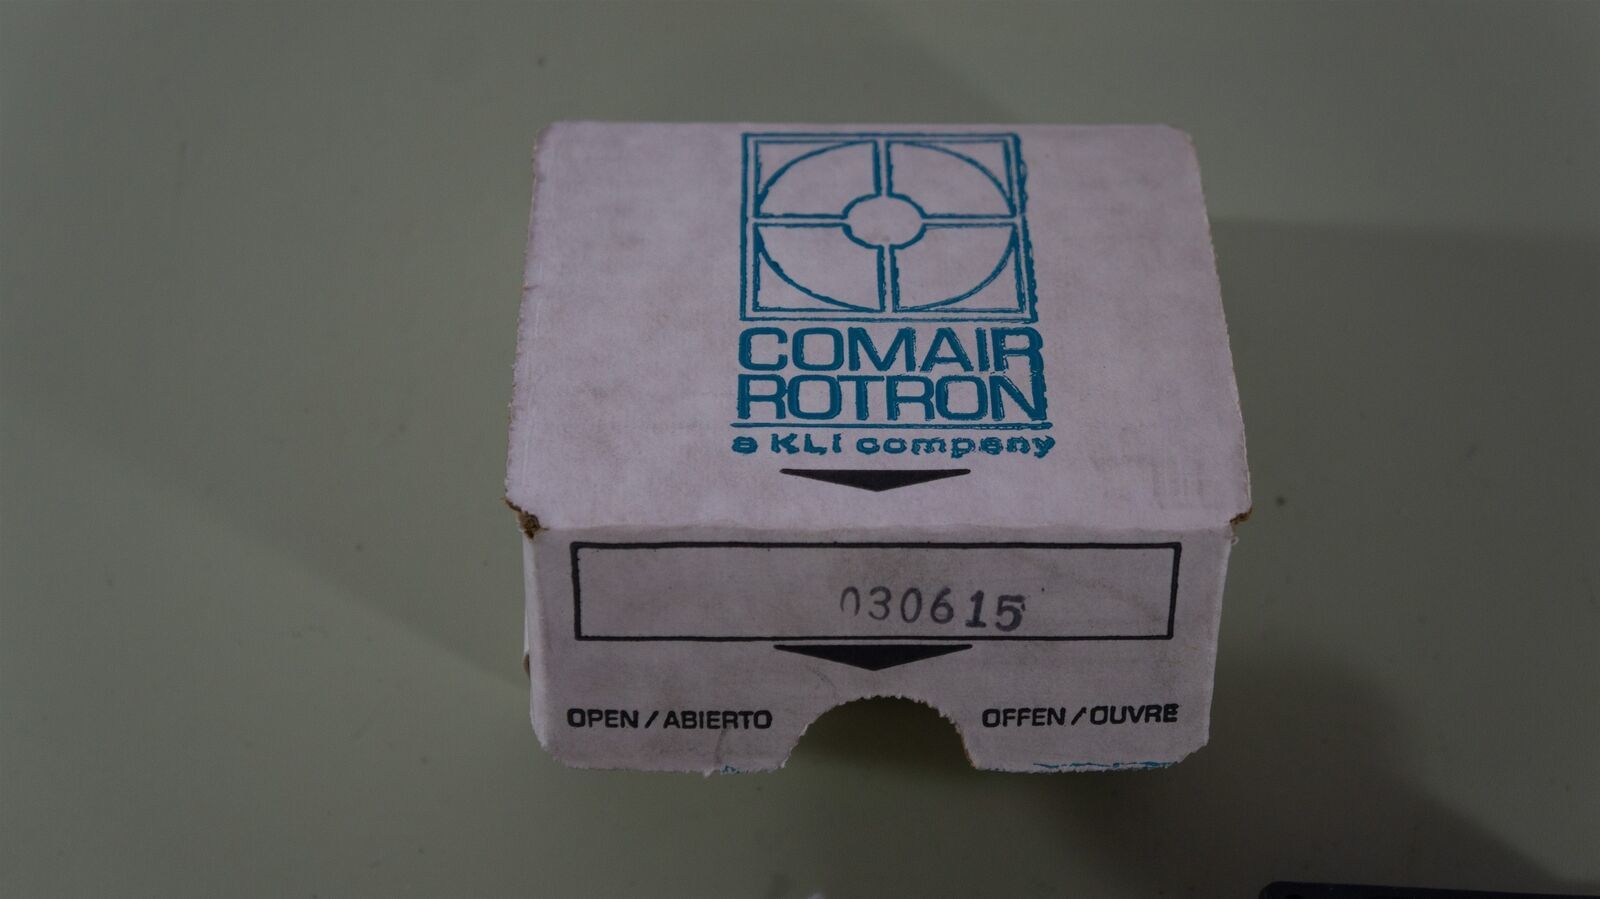 COMAIR
ROTRON
a KLI company
030615
OPEN / ABIERTO
OFFEN / OUVRE